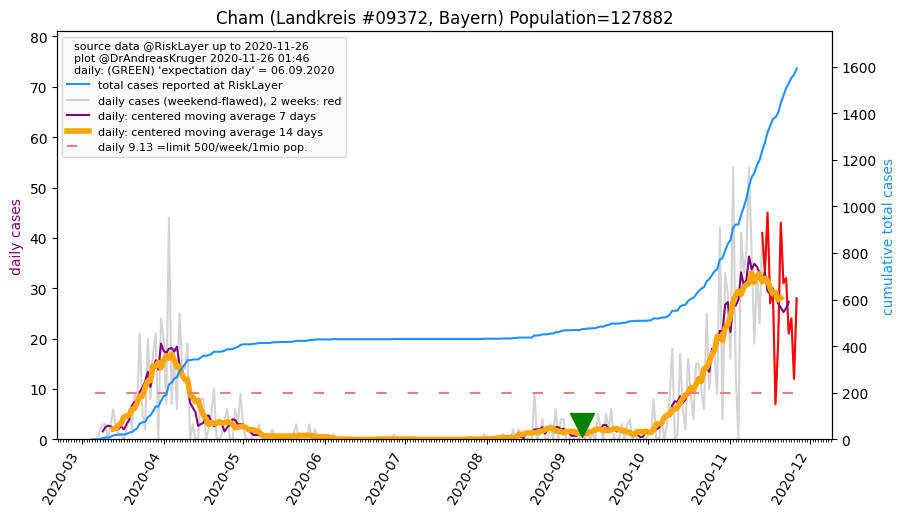 Cham (Landkreis #09372, Bayern) Population=127882
source data @RiskLayer up to 2020-11-26
plot @DrAndreasKruger 2020-11-26 01:46
daily: (GREEN) 'expectation day' = 06.09.2020
total cases reported at RiskLayer
daily cases (weekend-flawed), 2 weeks: red
daily: centered moving average 7 days
daily: centered moving average 14 days
daily 9.13 =limit 500/week/1mio pop.
daily cases
80
70
60
50
40
30
20
10
0
cumulative total cases
1600
1400
1200
1000
800
600
400
200
0
2020-03
2020-04
2020-05
2020-06
2020-07
2020-08
2020-09
2020-10
2020-11
2020-12